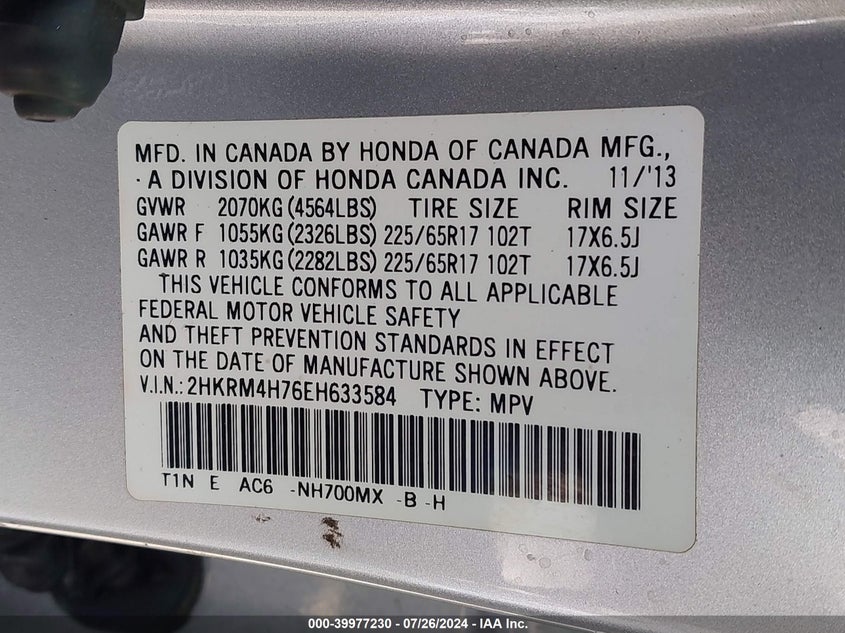 MFD. IN CANADA BY HONDA OF CANADA MFG.,
A DIVISION OF HONDA CANADA INC. 11/'13
GVWR 2070KG (4564LBS) TIRE SIZE RIM SIZE
GAWR F 1055KG (2326LBS) 225/65R17 102T 17X6.5J
GAWR R 1035KG (2282LBS) 225/65R17 102T 17X6.5J
THIS VEHICLE CONFORMS TO ALL APPLICABLE
FEDERAL MOTOR VEHICLE SAFETY
AND THEFT PREVENTION STANDARDS IN EFFECT
ON THE DATE OF MANUFACTURE SHOWN ABOVE.
V.I.N.: 2HKRM4H76EH633584 TYPE: MPV
T1N E AC6 -NH700MX -B -H
000-39977230 - 07/26/2024 - IAA Inc.